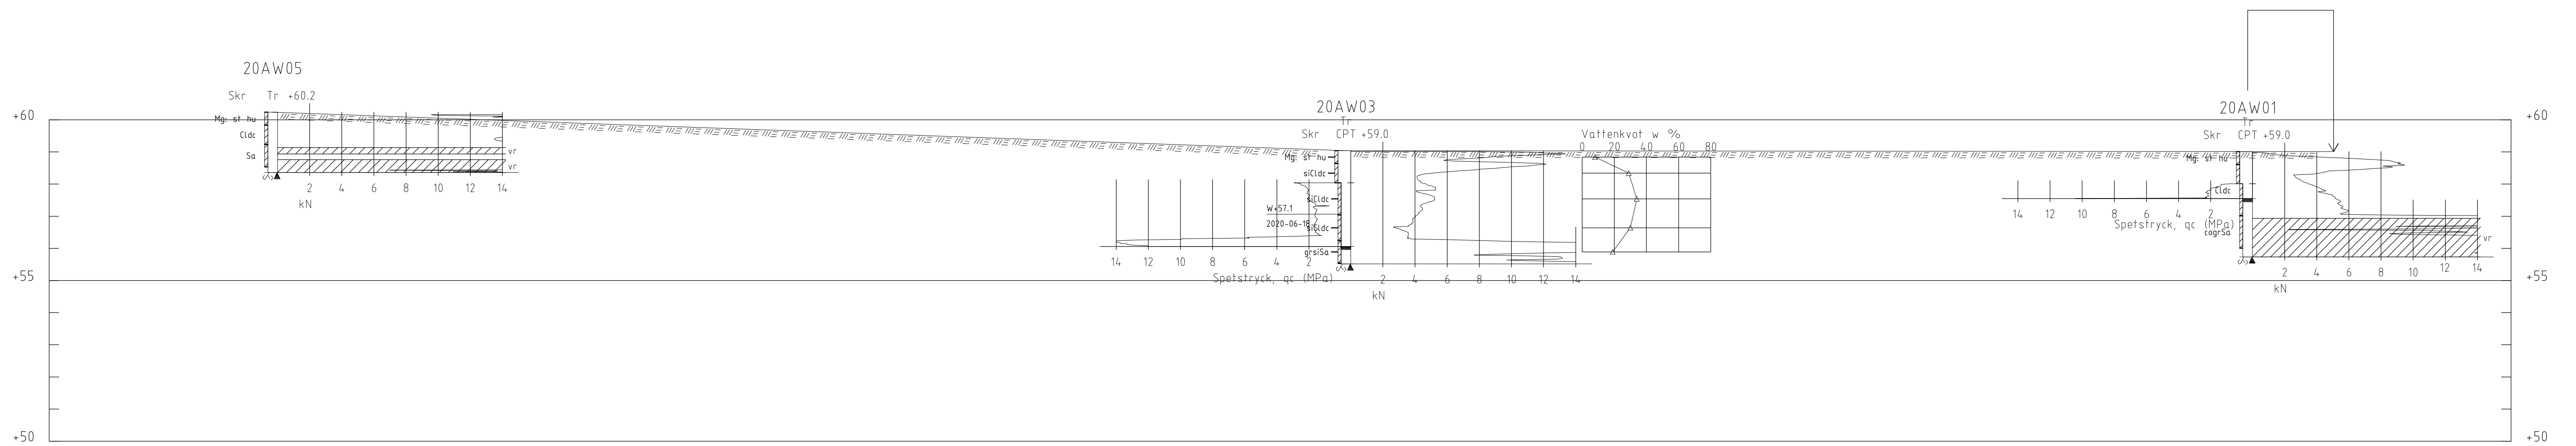 20AW05
Skr Tr +60.2
Mg: st hu
Cldc
Sa
vr
vr
2 4 6 8 10 12 14
kN
20AW03
Tr
Skr CPT +59.0
Mg: st hu
siCldc
siCldc
W+57.1
2020-06-18
siCldc
grsiSa
14 12 10 8 6 4 2
Spetstryck, qc (MPa)
2 4 6 8 10 12 14
kN
Vattenkvot w %
0 20 40 60 80
20AW01
Tr
Skr CPT +59.0
Mg: st hu
Cldc
cogrSa
14 12 10 8 6 4 2
Spetstryck, qc (MPa)
vr
2 4 6 8 10 12 14
kN
+60 +60
+55 +55
+50 +50